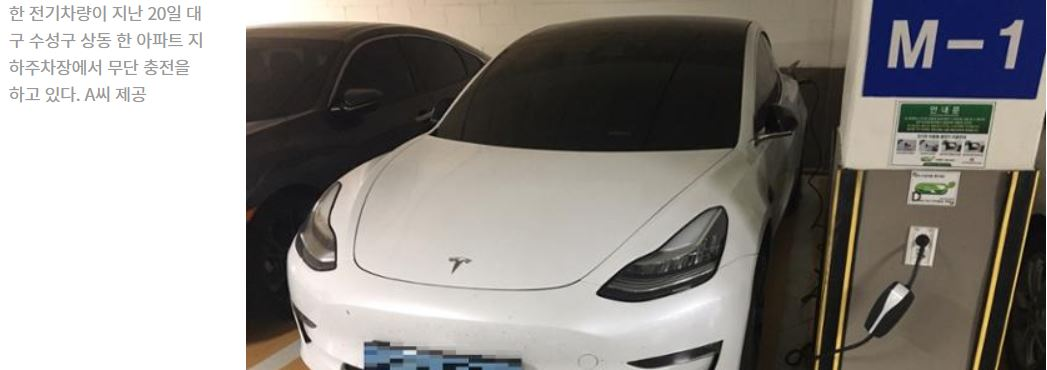 한 전기차량이 지난 20일 대
구 수성구 상동 한 아파트 지
하주차장에서 무단 충전을
하고 있다. A씨 제공
M-1
안내문